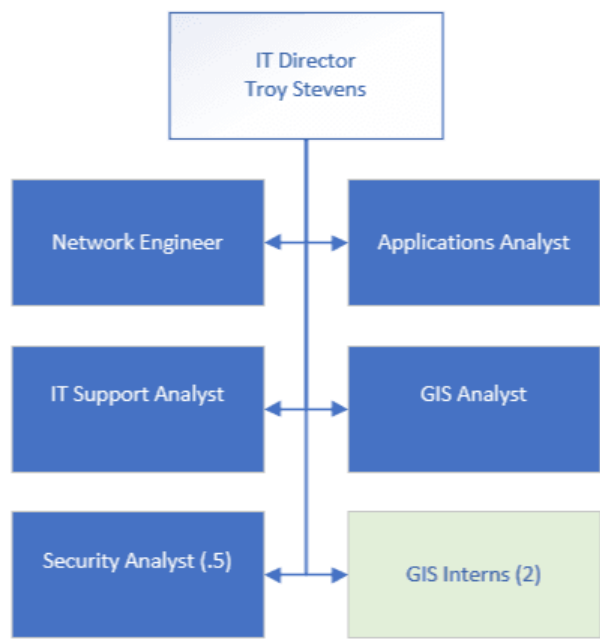 IT Director
Troy Stevens
Network Engineer
Applications Analyst
IT Support Analyst
GIS Analyst
Security Analyst (.5)
GIS Interns (2)